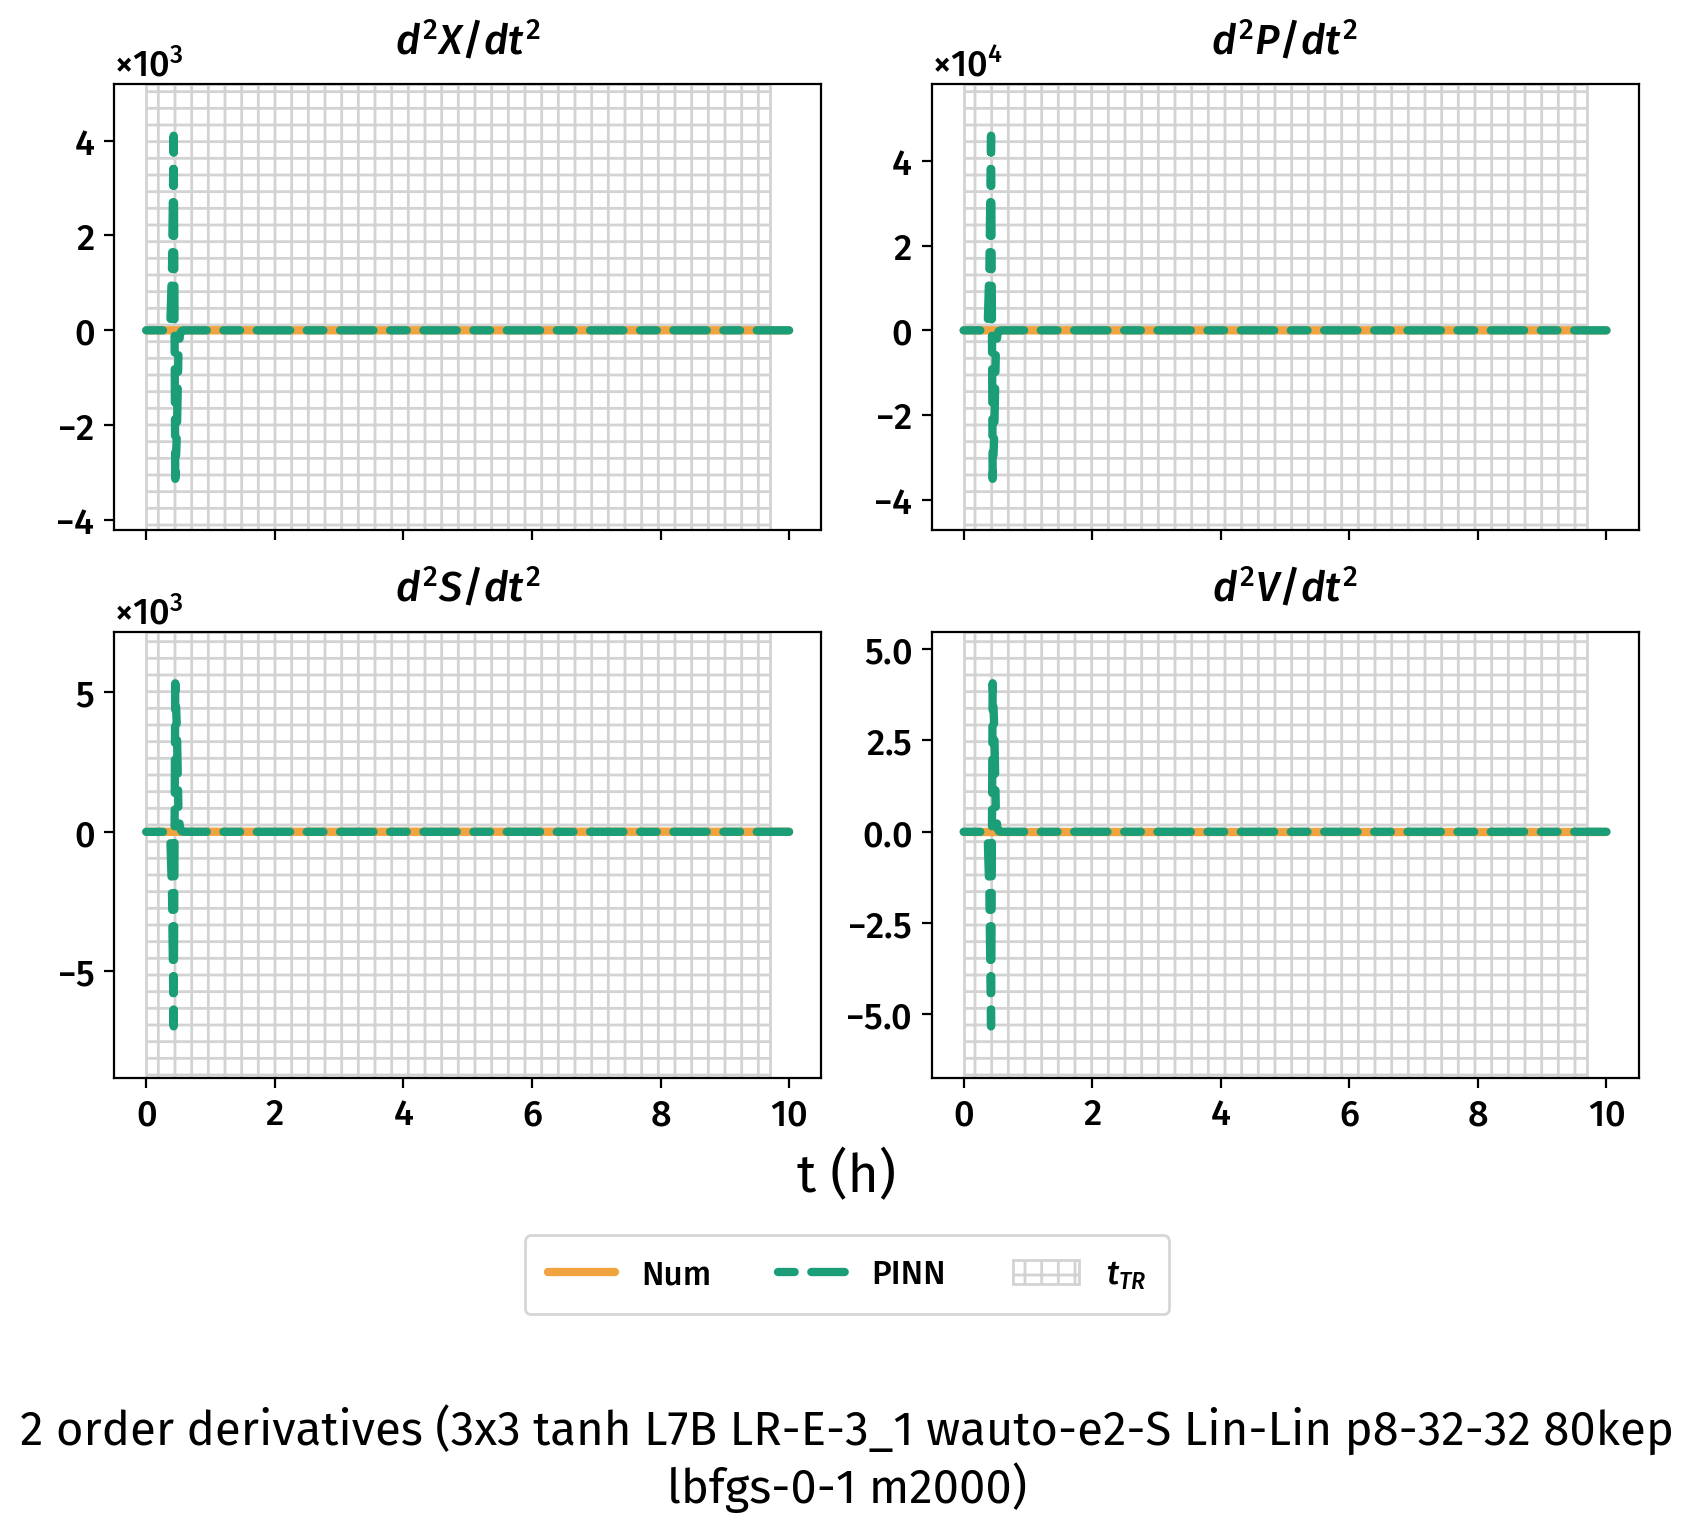 d²X/dt²
×10³
4
2
0
−2
−4
d²P/dt²
×10⁴
4
2
0
−2
−4
d²S/dt²
×10³
5
0
−5
0 2 4 6 8 10
d²V/dt²
5.0
2.5
0.0
−2.5
−5.0
0 2 4 6 8 10
t (h)
Num PINN t_TR
2 order derivatives (3x3 tanh L7B LR-E-3_1 wauto-e2-S Lin-Lin p8-32-32 80kep
lbfgs-0-1 m2000)